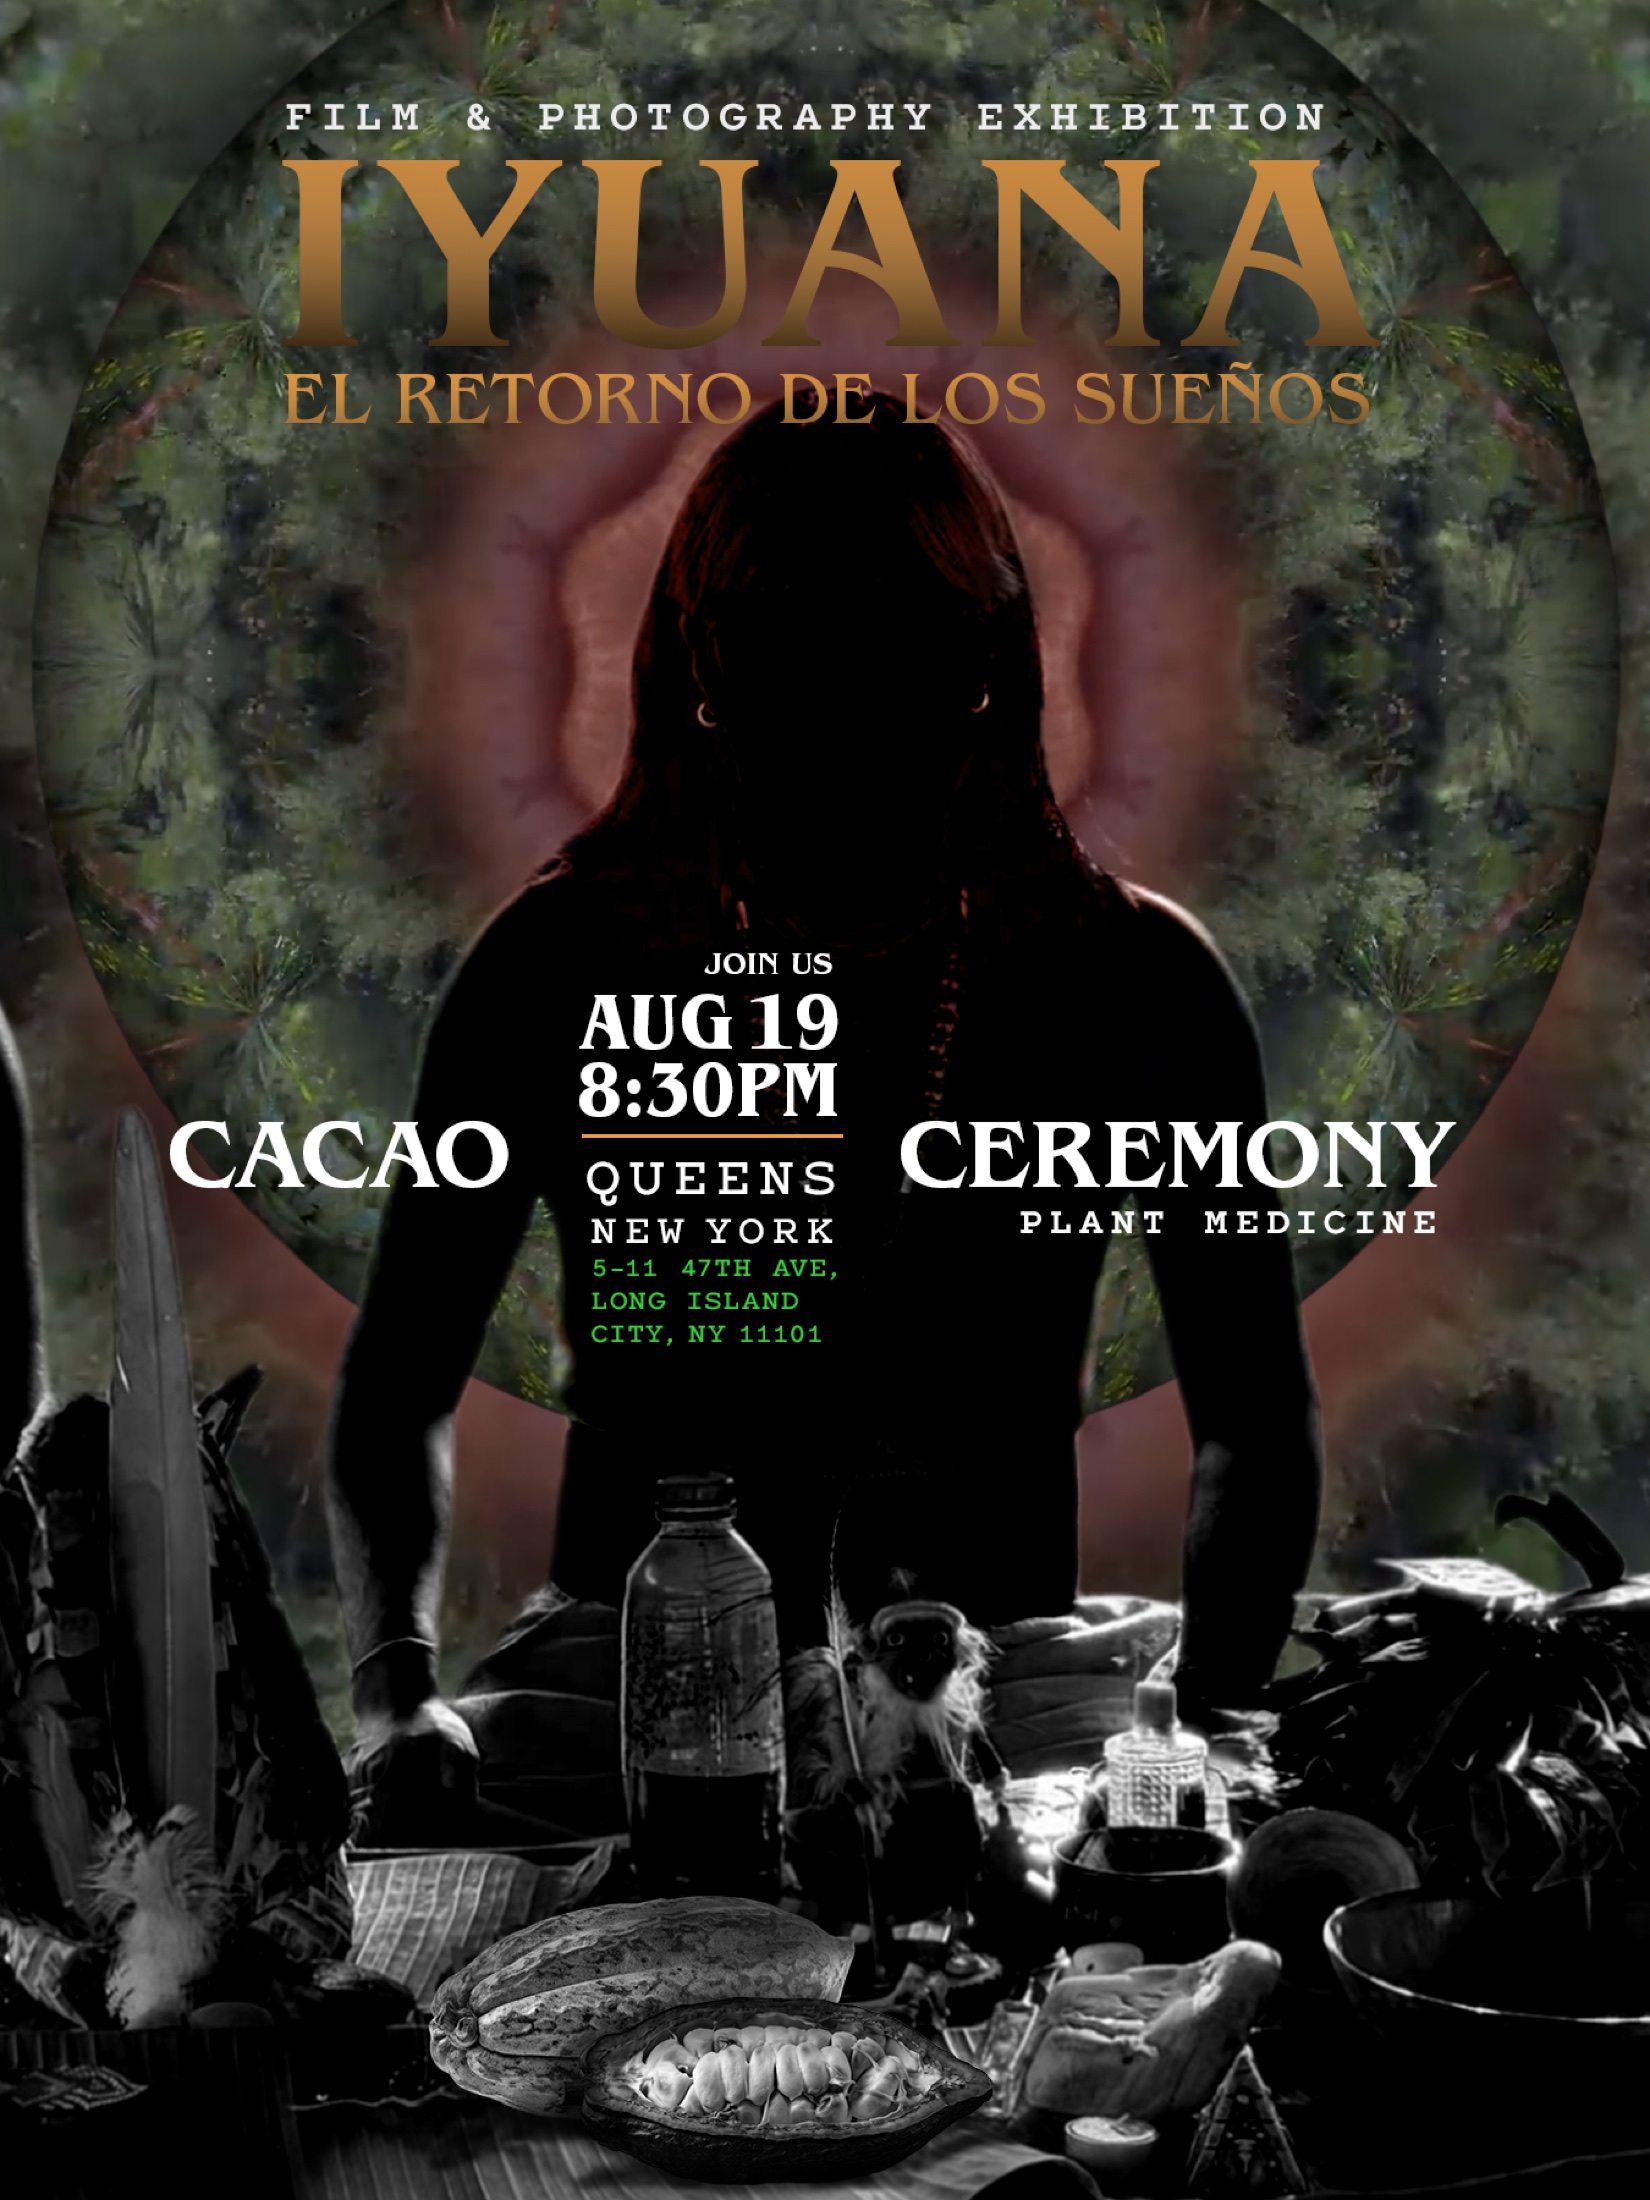 FILM & PHOTOGRAPHY EXHIBITION
IYUANA
EL RETORNO DE LOS SUEÑOS
JOIN US
AUG 19
8:30PM
CACAO
CEREMONY
PLANT MEDICINE
QUEENS
NEW YORK
5-11 47TH AVE,
LONG ISLAND
CITY, NY 11101